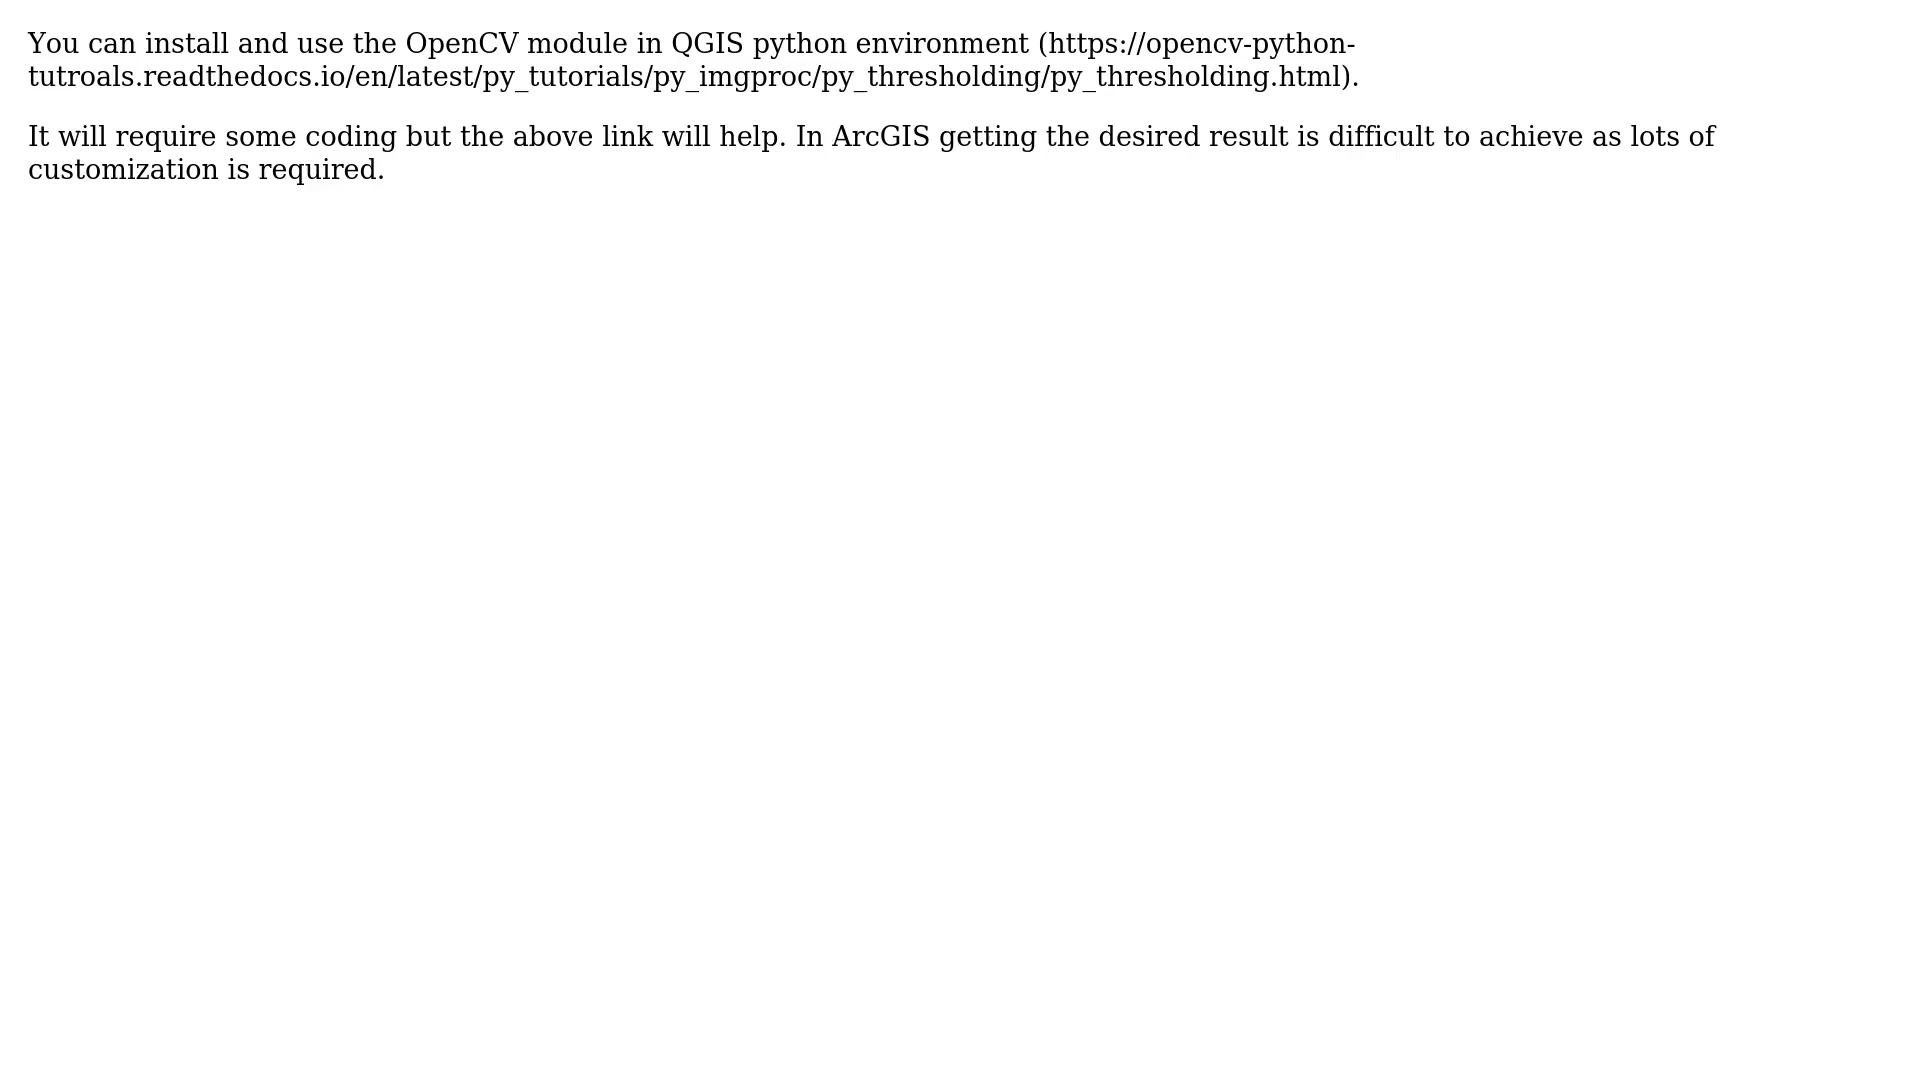 You can install and use the OpenCV module in QGIS python environment (https://opencv-python-
tutroals.readthedocs.io/en/latest/py_tutorials/py_imgproc/py_thresholding/py_thresholding.html).
It will require some coding but the above link will help. In ArcGIS getting the desired result is difficult to achieve as lots of
customization is required.